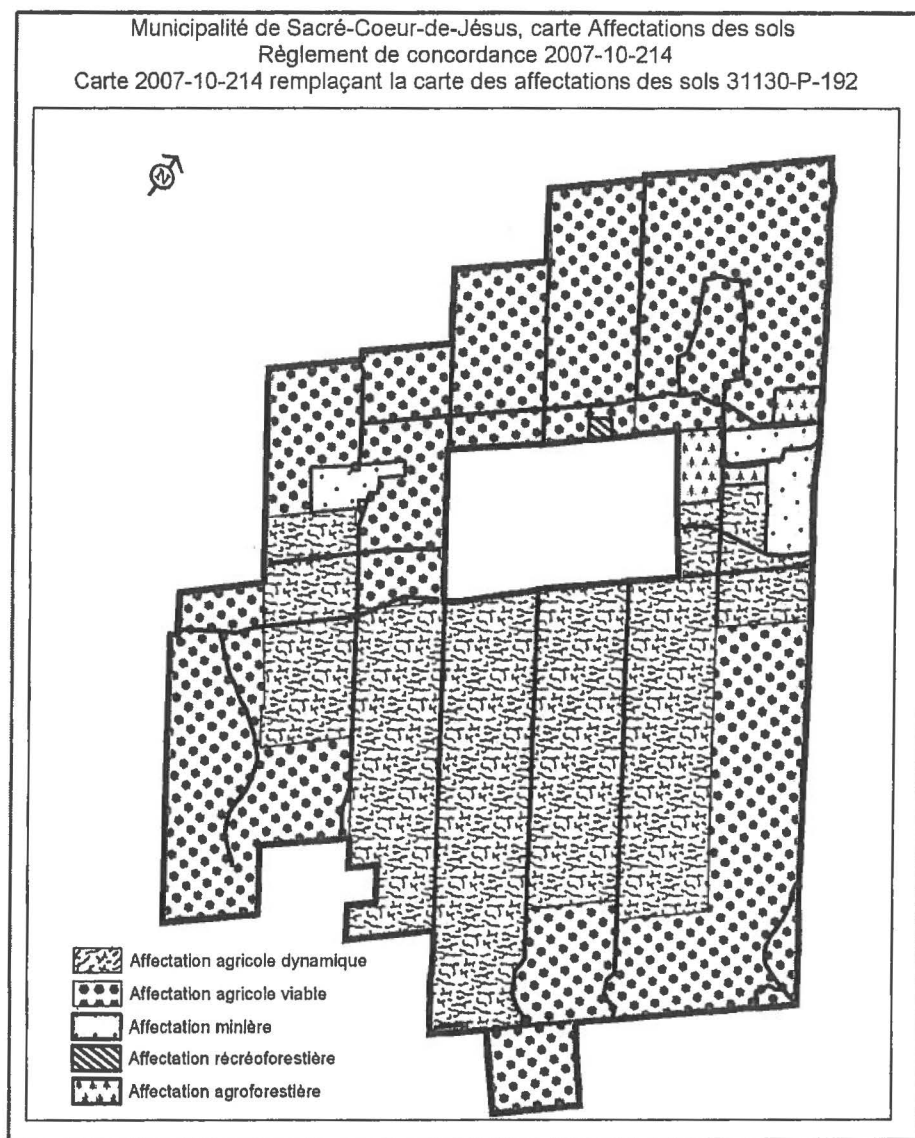 Municipalité de Sacré-Coeur-de-Jésus, carte Affectations des sols
Règlement de concordance 2007-10-214
Carte 2007-10-214 remplaçant la carte des affectations des sols 31130-P-192
N
Affectation agricole dynamique
Affectation agricole viable
Affectation minière
Affectation récréoforestière
Affectation agroforestière